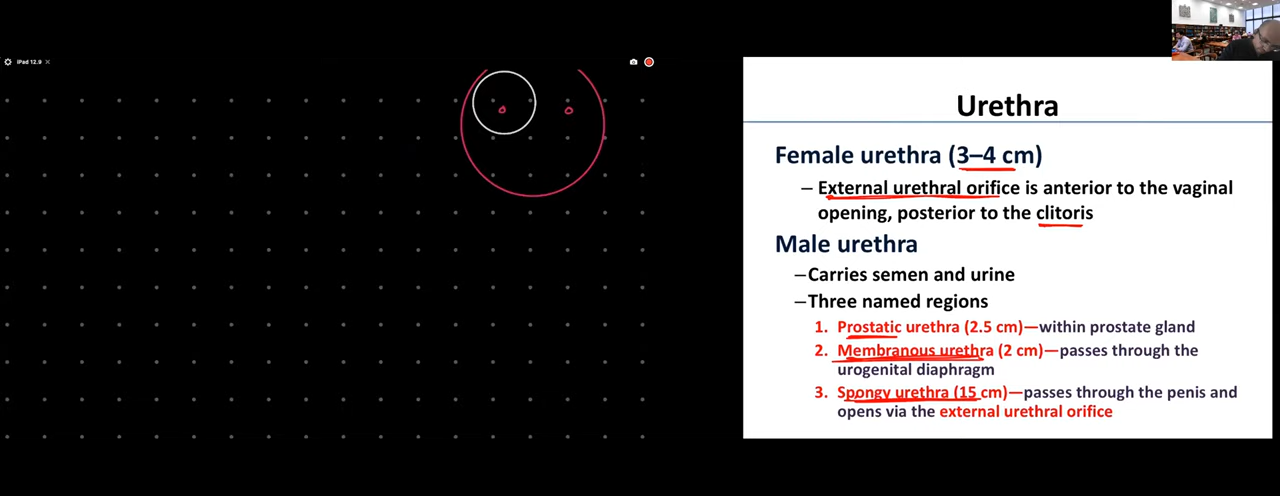 iPad 12.9 ×
Urethra
Female urethra (3–4 cm)
– External urethral orifice is anterior to the vaginal
opening, posterior to the clitoris
Male urethra
–Carries semen and urine
–Three named regions
1. Prostatic urethra (2.5 cm)—within prostate gland
2. Membranous urethra (2 cm)—passes through the
urogenital diaphragm
3. Spongy urethra (15 cm)—passes through the penis and
opens via the external urethral orifice